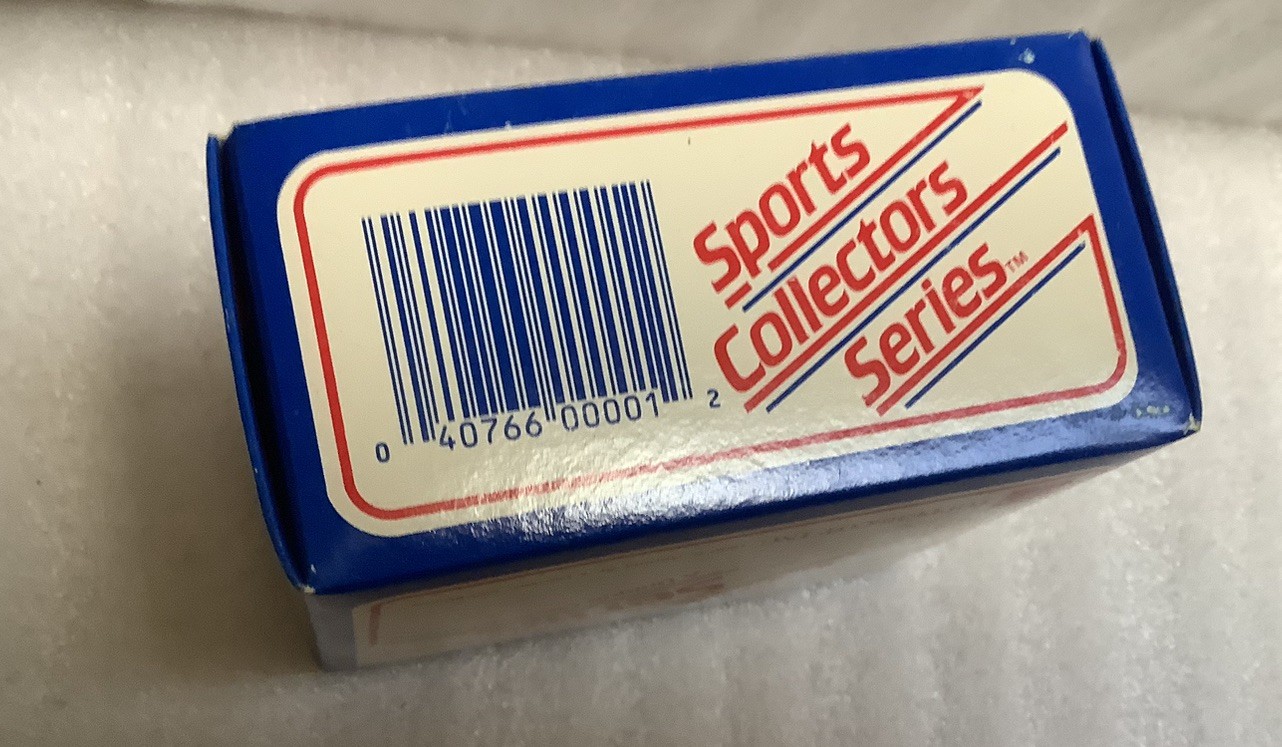 Sports
Collectors
Series™
0 40766 00001 2